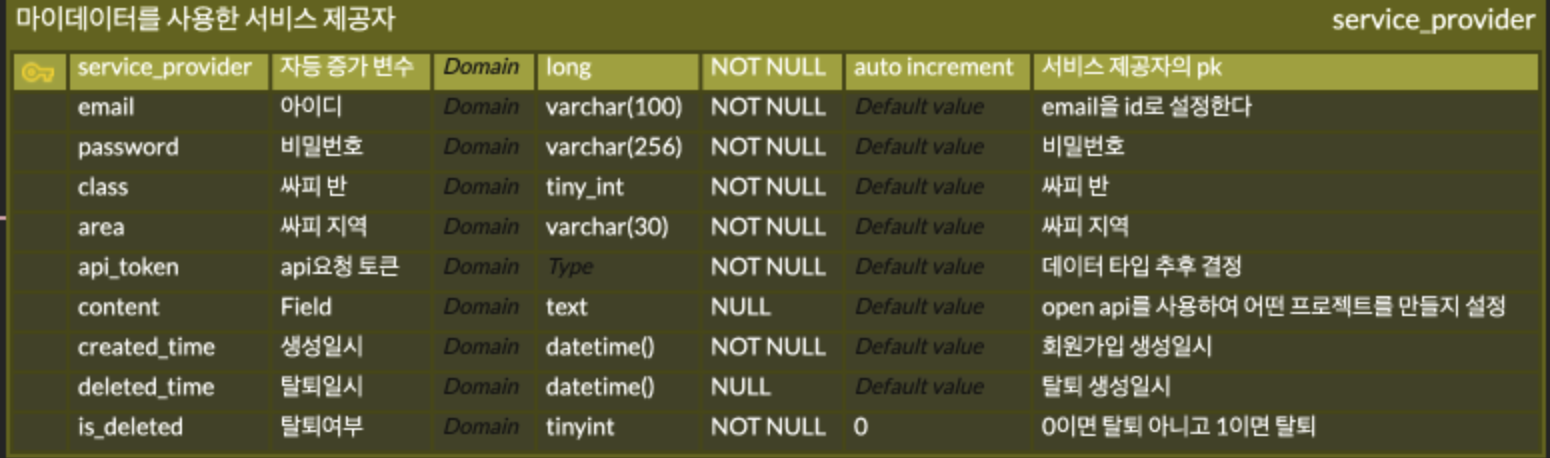 마이데이터를 사용한 서비스 제공자 service_provider
service_provider 자등 증가 변수 Domain long NOT NULL auto increment 서비스 제공자의 pk
email 아이디 Domain varchar(100) NOT NULL Default value email을 id로 설정한다
password 비밀번호 Domain varchar(256) NOT NULL Default value 비밀번호
class 싸피 반 Domain tiny_int NOT NULL Default value 싸피 반
area 싸피 지역 Domain varchar(30) NOT NULL Default value 싸피 지역
api_token api요청 토큰 Domain Type NOT NULL Default value 데이터 타입 추후 결정
content Field Domain text NULL Default value open api를 사용하여 어떤 프로젝트를 만들지 설정
created_time 생성일시 Domain datetime() NOT NULL Default value 회원가입 생성일시
deleted_time 탈퇴일시 Domain datetime() NULL Default value 탈퇴 생성일시
is_deleted 탈퇴여부 Domain tinyint NOT NULL 0 0이면 탈퇴 아니고 1이면 탈퇴